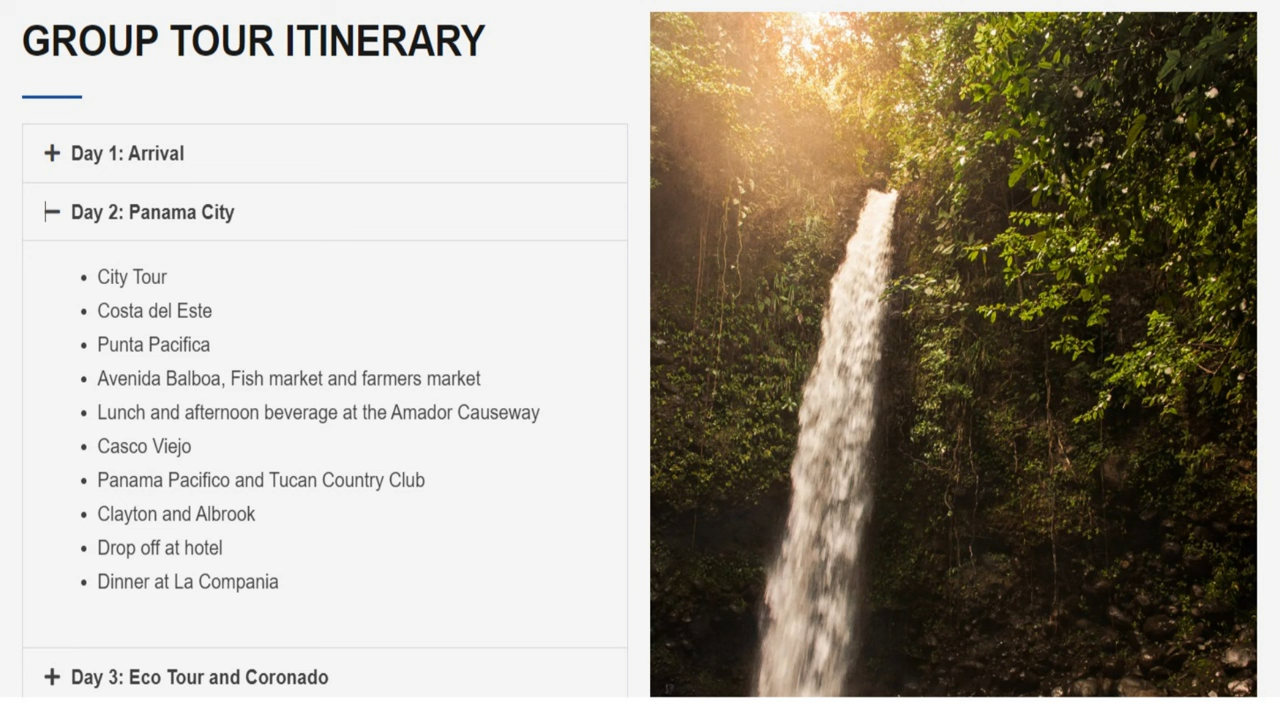 GROUP TOUR ITINERARY
Day 1: Arrival
Day 2: Panama City
City Tour
Costa del Este
Punta Pacifica
Avenida Balboa, Fish market and farmers market
Lunch and afternoon beverage at the Amador Causeway
Casco Viejo
Panama Pacifico and Tucan Country Club
Clayton and Albrook
Drop off at hotel
Dinner at La Compania
Day 3: Eco Tour and Coronado